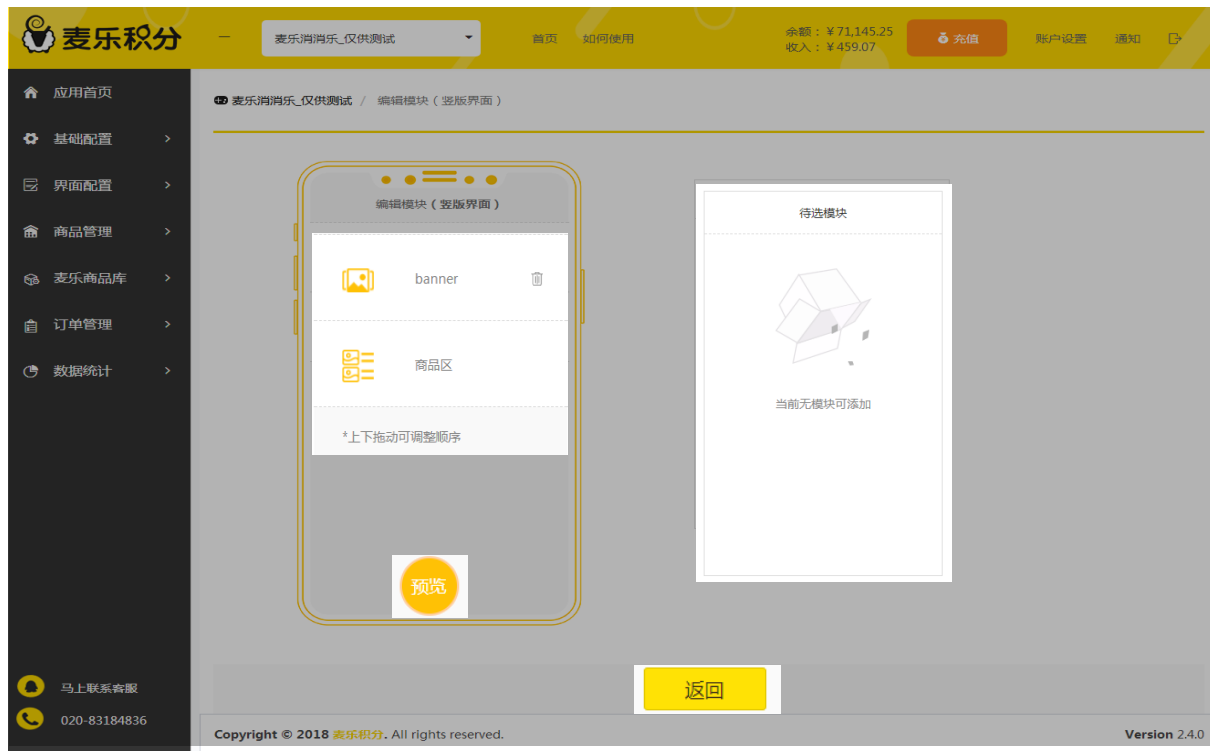 麦乐积分
麦乐消消乐_仅供测试
首页 如何使用
余额：￥71,145.25
收入：￥459.07
充值
账户设置 通知
应用首页
基础配置
界面配置
商品管理
麦乐商品库
订单管理
数据统计
马上联系客服
020-83184836
麦乐消消乐_仅供测试 / 编辑模块（竖版界面）
编辑模块（竖版界面）
banner
商品区
*上下拖动可调整顺序
预览
待选模块
当前无模块可添加
返回
Copyright © 2018 麦乐积分. All rights reserved.
Version 2.4.0